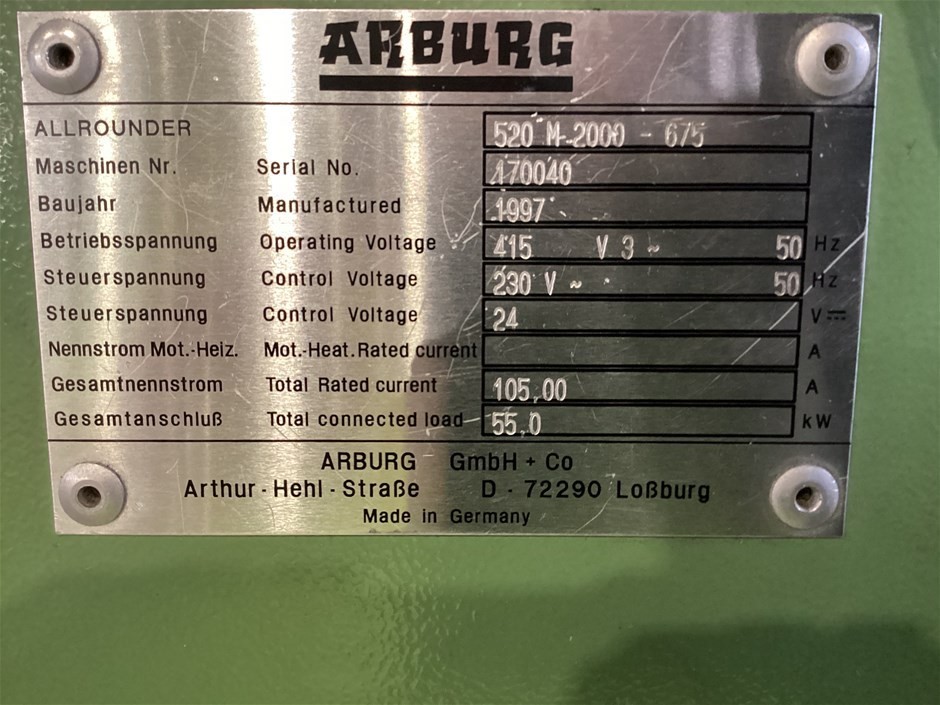 ARBURG
ALLROUNDER 520 M-2000 - 675
Maschinen Nr. Serial No. 170040
Baujahr Manufactured 1997
Betriebsspannung Operating Voltage 415 V 3 ~ 50 Hz
Steuerspannung Control Voltage 230 V ~ 50 Hz
Steuerspannung Control Voltage 24 V ⎓
Nennstrom Mot.-Heiz. Mot.-Heat. Rated current A
Gesamtnennstrom Total Rated current 105,00 A
Gesamtanschluß Total connected load 55,0 kW
ARBURG GmbH + Co
Arthur - Hehl - Straße D - 72290 Loßburg
Made in Germany